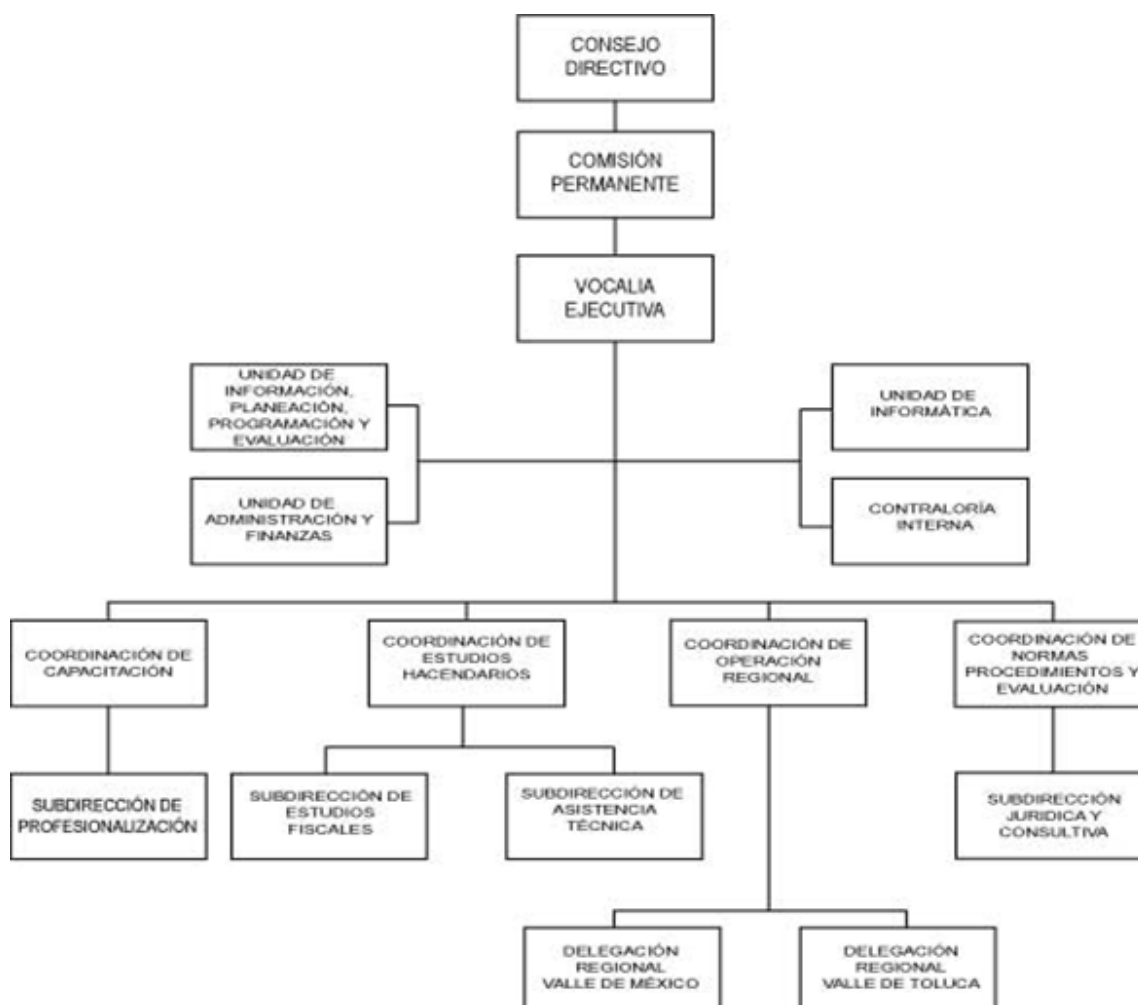 CONSEJO
DIRECTIVO
COMISIÓN
PERMANENTE
VOCALIA
EJECUTIVA
UNIDAD DE
INFORMACIÓN,
PLANEACIÓN,
PROGRAMACIÓN Y
EVALUACIÓN
UNIDAD DE
INFORMÁTICA
UNIDAD DE
ADMINISTRACIÓN Y
FINANZAS
CONTRALORÍA
INTERNA
COORDINACIÓN DE
CAPACITACIÓN
COORDINACIÓN DE
ESTUDIOS
HACENDARIOS
COORDINACIÓN DE
OPERACIÓN
REGIONAL
COORDINACIÓN DE
NORMAS
PROCEDIMIENTOS Y
EVALUACIÓN
SUBDIRECCIÓN DE
PROFESIONALIZACIÓN
SUBDIRECCIÓN DE
ESTUDIOS
FISCALES
SUBDIRECCIÓN DE
ASISTENCIA
TÉCNICA
SUBDIRECCIÓN
JURIDICA Y
CONSULTIVA
DELEGACIÓN
REGIONAL
VALLE DE MÉXICO
DELEGACIÓN
REGIONAL
VALLE DE TOLUCA